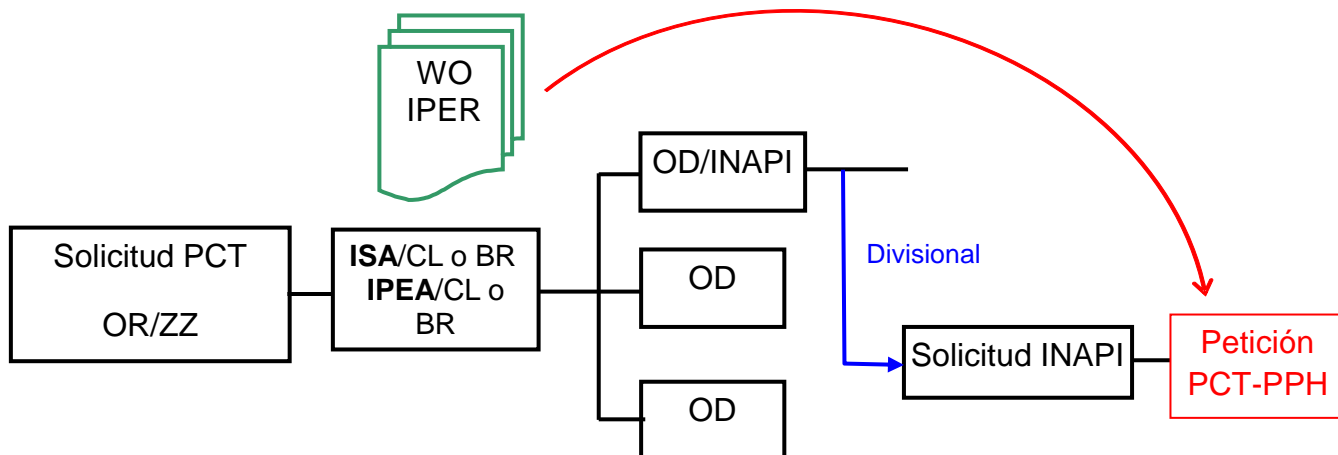 WO
IPER
OD/INAPI
Solicitud PCT
OR/ZZ
ISA/CL o BR
IPEA/CL o
BR
OD
Divisional
Solicitud INAPI
Petición
PCT-PPH
OD